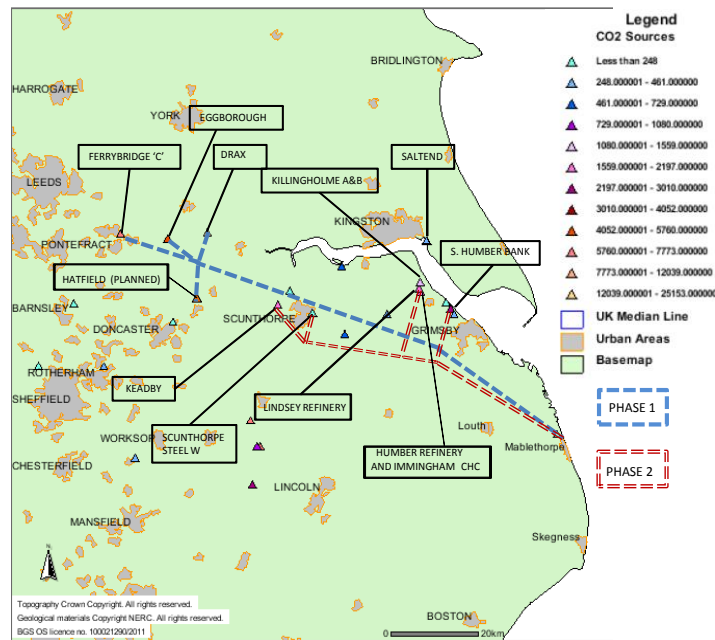 Legend
CO2 Sources
Less than 248
248.000001 - 461.000000
461.000001 - 729.000000
729.000001 - 1080.000000
1080.000001 - 1559.000000
1559.000001 - 2197.000000
2197.000001 - 3010.000000
3010.000001 - 4052.000000
4052.000001 - 5760.000000
5760.000001 - 7773.000000
7773.000001 - 12039.000000
12039.000001 - 25153.000000
UK Median Line
Urban Areas
Basemap
PHASE 1
PHASE 2
BRIDLINGTON
HARROGATE
YORK
EGGBOROUGH
FERRYBRIDGE 'C'
DRAX
SALTEND
KILLINGHOLME A&B
LEEDS
KINGSTON
PONTEFRACT
S. HUMBER BANK
HATFIELD (PLANNED)
BARNSLEY
DONCASTER
SCUNTHORPE
GRIMSBY
ROTHERHAM
KEADBY
SHEFFIELD
LINDSEY REFINERY
Louth
WORKSOP
SCUNTHORPE
STEEL W
HUMBER REFINERY
AND IMMINGHAM CHC
Mablethorpe
CHESTERFIELD
LINCOLN
MANSFIELD
Skegness
N
BOSTON
Topography Crown Copyright. All rights reserved.
Geological materials Copyright NERC. All rights reserved.
BGS OS licence no. 100021290/2011
0 20km